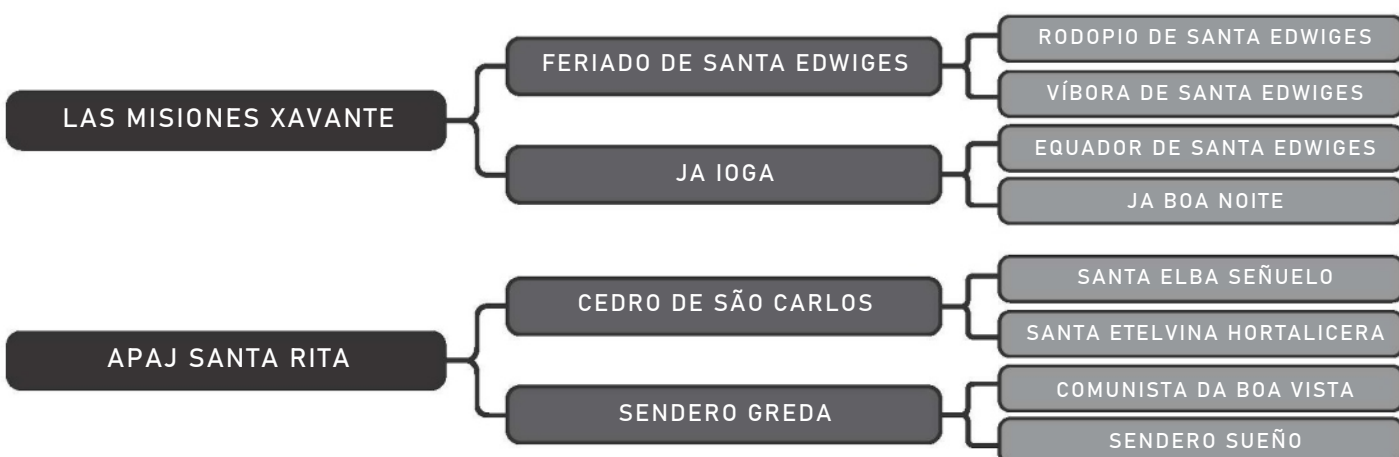 LAS MISIONES XAVANTE
FERIADO DE SANTA EDWIGES
RODOPIO DE SANTA EDWIGES
VÍBORA DE SANTA EDWIGES
JA IOGA
EQUADOR DE SANTA EDWIGES
JA BOA NOITE
APAJ SANTA RITA
CEDRO DE SÃO CARLOS
SANTA ELBA SEÑUELO
SANTA ETELVINA HORTALICERA
SENDERO GREDA
COMUNISTA DA BOA VISTA
SENDERO SUEÑO